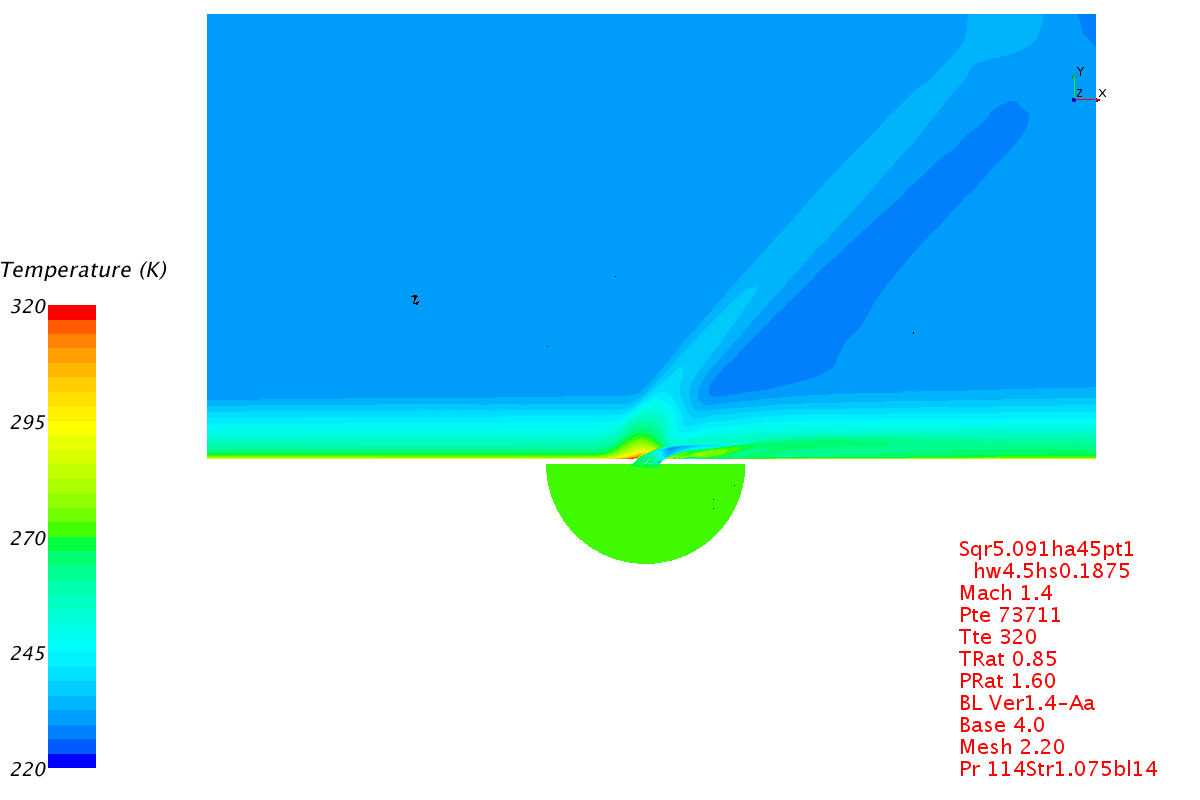 Y
Z X
Temperature (K)
320
295
270
245
220
Sqr5.091ha45pt1
hw4.5hs0.1875
Mach 1.4
Pte 73711
Tte 320
TRat 0.85
PRat 1.60
BL Ver1.4-Aa
Base 4.0
Mesh 2.20
Pr 114Str1.075bl14